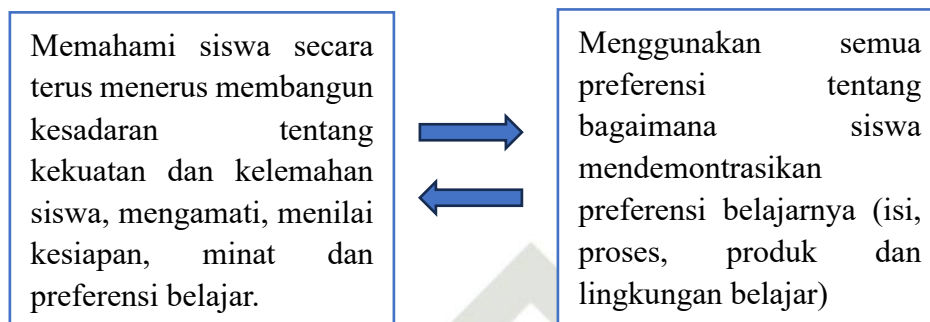 Memahami siswa secara
terus menerus membangun
kesadaran tentang
kekuatan dan kelemahan
siswa, mengamati, menilai
kesiapan, minat dan
preferensi belajar.
Menggunakan semua
preferensi tentang
bagaimana siswa
mendemontrasikan
preferensi belajarnya (isi,
proses, produk dan
lingkungan belajar)